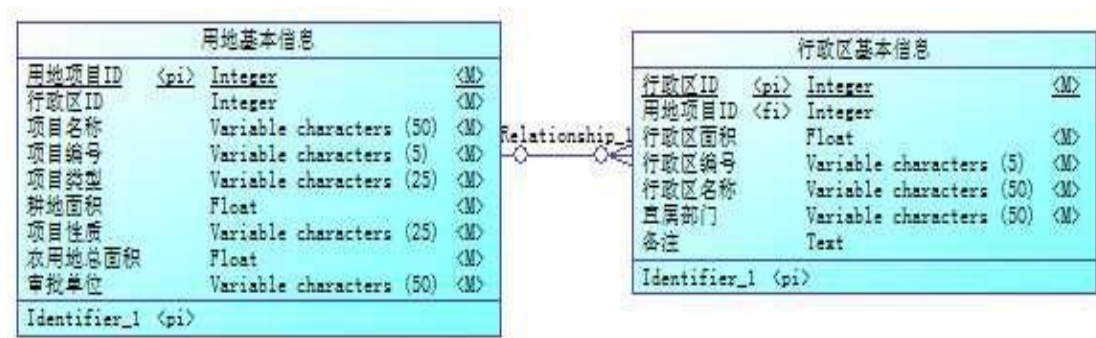 用地基本信息
用地项目ID <pi> Integer <M>
行政区ID Integer <M>
项目名称 Variable characters (50) <M>
项目编号 Variable characters (5) <M>
项目类型 Variable characters (25) <M>
耕地面积 Float <M>
项目性质 Variable characters (25) <M>
农用地总面积 Float <M>
审批单位 Variable characters (50) <M>
Identifier_1 <pi>
Relationship_1
行政区基本信息
行政区ID <pi> Integer <M>
用地项目ID <fi> Integer
行政区面积 Float <M>
行政区编号 Variable characters (5) <M>
行政区名称 Variable characters (50) <M>
直属部门 Variable characters (50) <M>
备注 Text
Identifier_1 <pi>